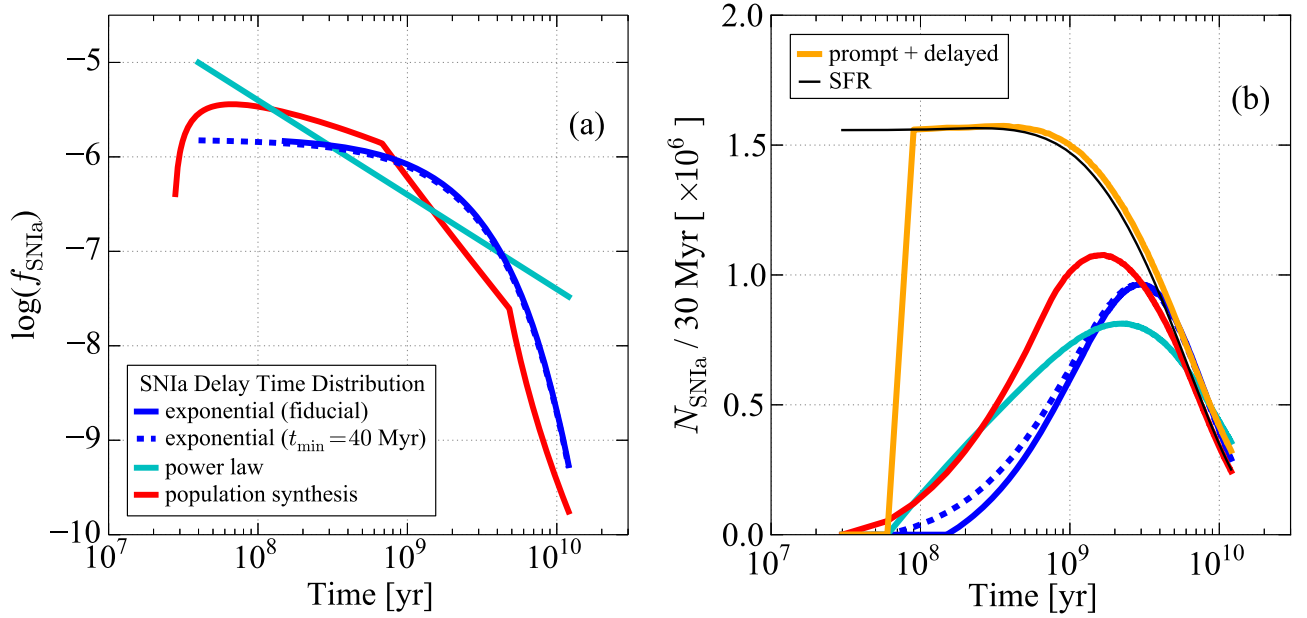 −5
−6
−7
−8
−9
−10
log(f_SNIa)
(a)
SNIa Delay Time Distribution
exponential (fiducial)
exponential (t_min = 40 Myr)
power law
population synthesis
10^7
10^8
10^9
10^10
Time [yr]
2.0
1.5
1.0
0.5
0.0
N_SNIa / 30 Myr [ ×10^6 ]
prompt + delayed
SFR
(b)
10^7
10^8
10^9
10^10
Time [yr]